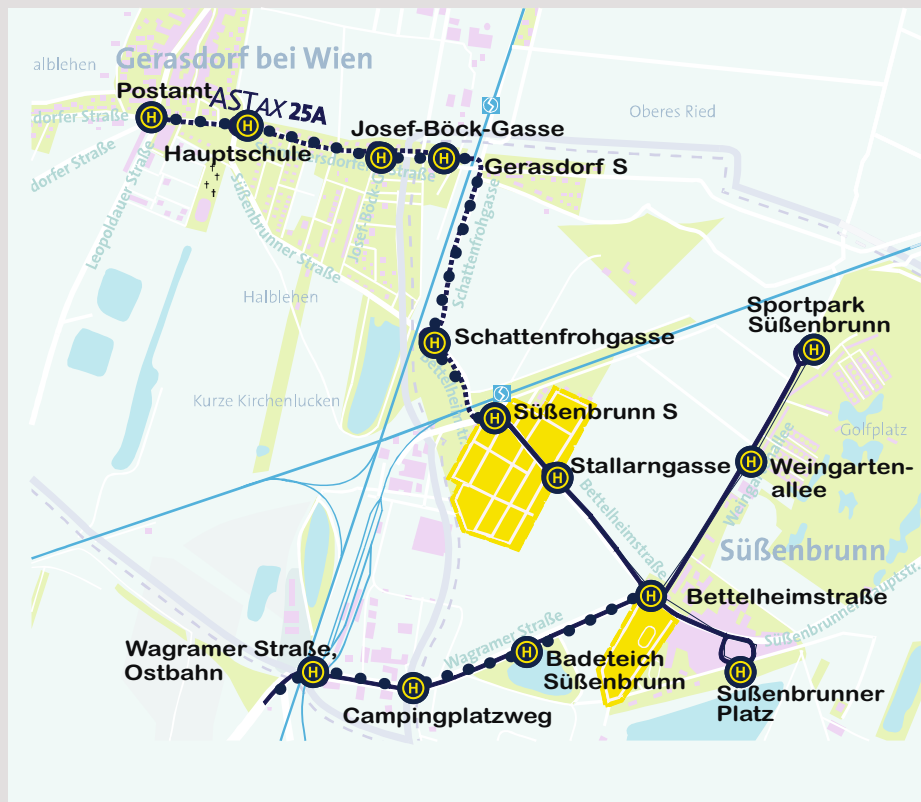 alblehen
Gerasdorf bei Wien
Postamt
ASTAX 25A
Oberes Ried
dorfer Straße
Josef-Böck-Gasse
Hauptschule
Gerasdorf S
dorfer Straße
Leopoldauer Straße
Süßenbrunner Straße
Josef-Böck-G
Schattenfrohgasse
Halblehen
Sportpark
Süßenbrunn
Schattenfrohgasse
Kurze Kirchenlucken
Süßenbrunn S
Golfplatz
Stallarngasse
Weingarten-
allee
Bettelheimstraße
Süßenbrunn
Bettelheimstraße
Wagramer Straße
Wagramer Straße,
Ostbahn
Badeteich
Süßenbrunn
Süßenbrunner
Platz
Campingplatzweg
H
H
H
H
H
H
H
H
H
H
H
H
H
H